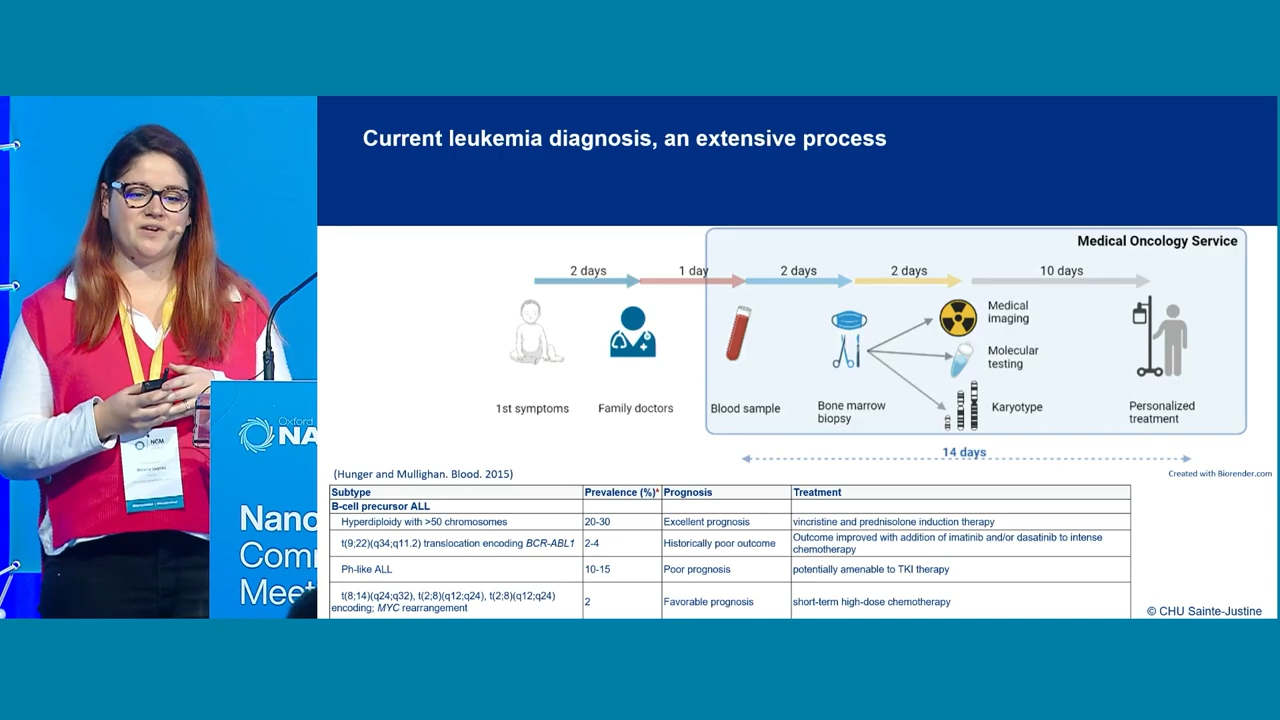 Current leukemia diagnosis, an extensive process
Medical Oncology Service
2 days
1 day
2 days
2 days
10 days
Medical
imaging
Molecular
testing
Karyotype
1st symptoms
Family doctors
Blood sample
Bone marrow
biopsy
Personalized
treatment
14 days
(Hunger and Mullighan. Blood. 2015)
Created with Biorender.com
Subtype Prevalence (%)* Prognosis Treatment
B-cell precursor ALL
Hyperdiploidy with >50 chromosomes 20-30 Excellent prognosis vincristine and prednisolone induction therapy
t(9;22)(q34;q11.2) translocation encoding BCR-ABL1 2-4 Historically poor outcome Outcome improved with addition of imatinib and/or dasatinib to intense
chemotherapy
Ph-like ALL 10-15 Poor prognosis potentially amenable to TKI therapy
t(8;14)(q24;q32), t(2;8)(q12;q24), t(2;8)(q12;q24)
encoding; MYC rearrangement 2 Favorable prognosis short-term high-dose chemotherapy
© CHU Sainte-Justine
Oxford
NA
Nano
Comm
Meet
NCM